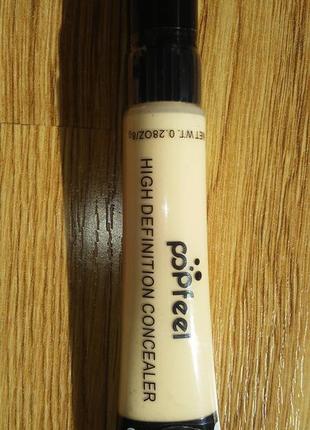 NET WT. 0.28OZ/8g
HIGH DEFINITION CONCEALER
popfeel